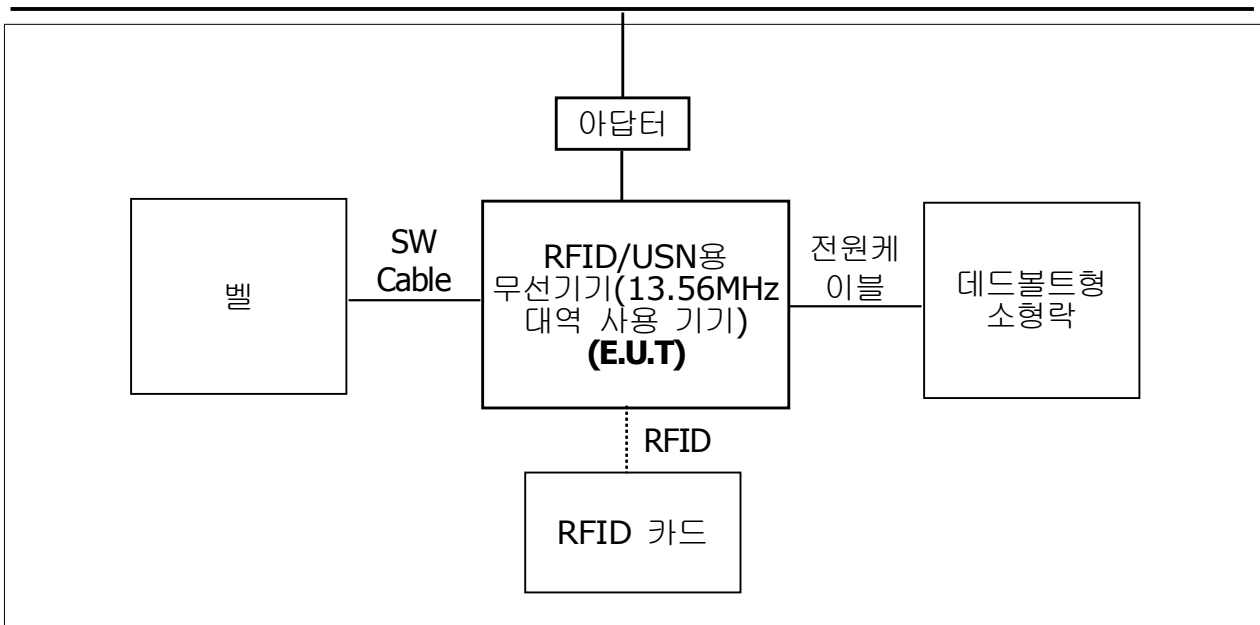 아답터
벨
SW
Cable
RFID/USN용
무선기기(13.56MHz
대역 사용 기기)
(E.U.T)
전원케
이블
데드볼트형
소형락
RFID
RFID 카드